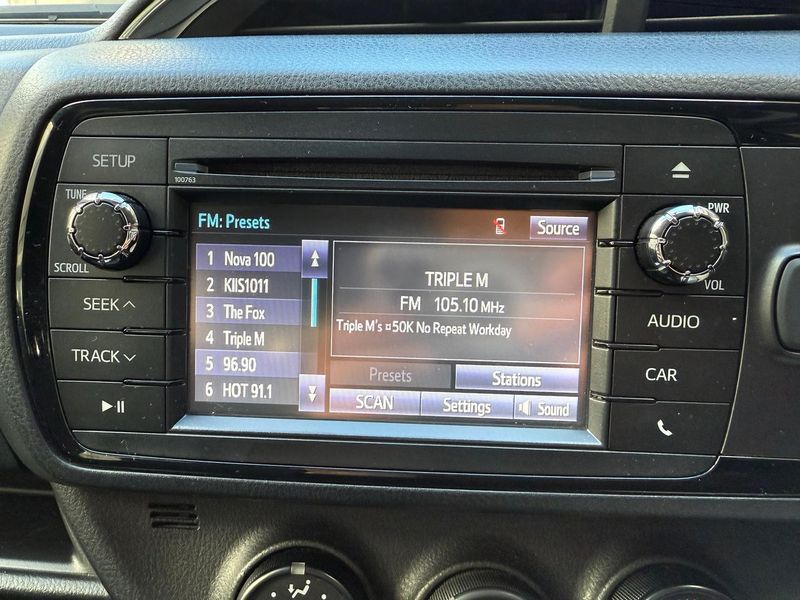 SETUP
100763
TUNE
SCROLL
SEEK
TRACK
FM: Presets
Source
1 Nova 100
2 KIIS1011
3 The Fox
4 Triple M
5 96.90
6 HOT 91.1
TRIPLE M
FM 105.10 MHz
Triple M's ¤50K No Repeat Workday
Presets
Stations
SCAN
Settings
Sound
PWR
VOL
AUDIO
CAR